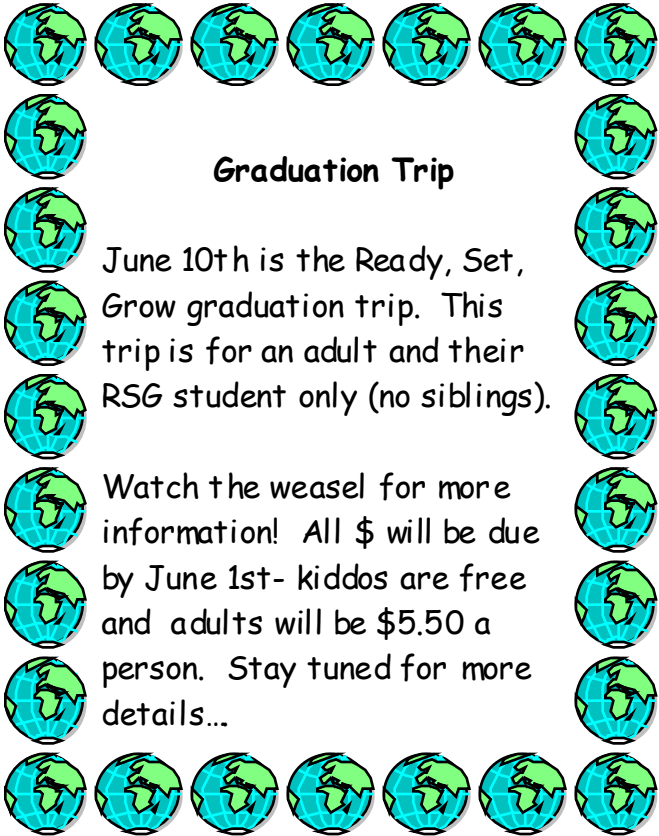 Graduation Trip
June 10th is the Ready, Set,
Grow graduation trip.  This
trip is for an adult and their
RSG student only (no siblings).
Watch the weasel for more
information!  All $ will be due
by June 1st- kiddos are free
and  adults will be $5.50 a
person.  Stay tuned for more
details….